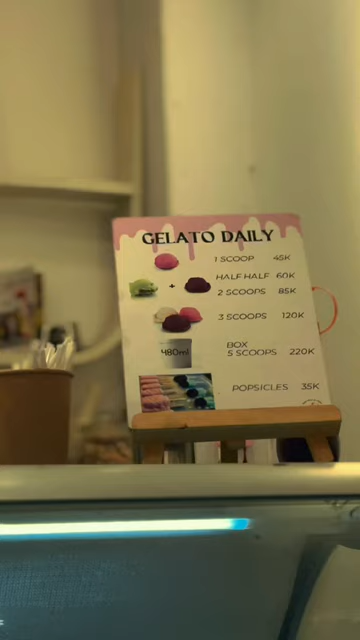 GELATO DAILY
1 SCOOP 45K
HALF HALF 60K
+
2 SCOOPS 85K
3 SCOOPS 120K
BOX
480ml
5 SCOOPS 220K
POPSICLES 35K